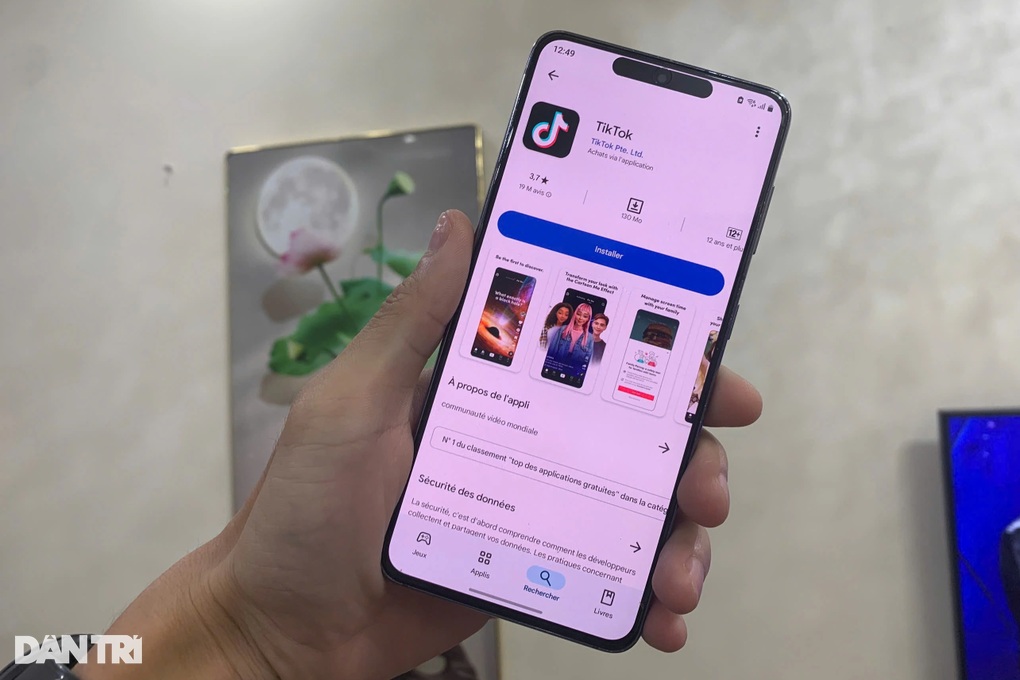 12:49
TikTok
TikTok Pte. Ltd.
Achats via l'application
3,7★
19 M avis
130 Mo
12+
12 ans et plu
Installer
Be the first to discover.
What exactly is
a black hole?
Transform your look with
the Cartoon Me Effect
Manage screen time
with your family
À propos de l'appli
communauté vidéo mondiale
N° 1 du classement "top des applications gratuites" dans la catég
Sécurité des données
La sécurité, c'est d'abord comprendre comment les développeurs
collectent et partagent vos données. Les pratiques concernant
Jeux
Applis
Rechercher
Livres
DÂN TRÍ